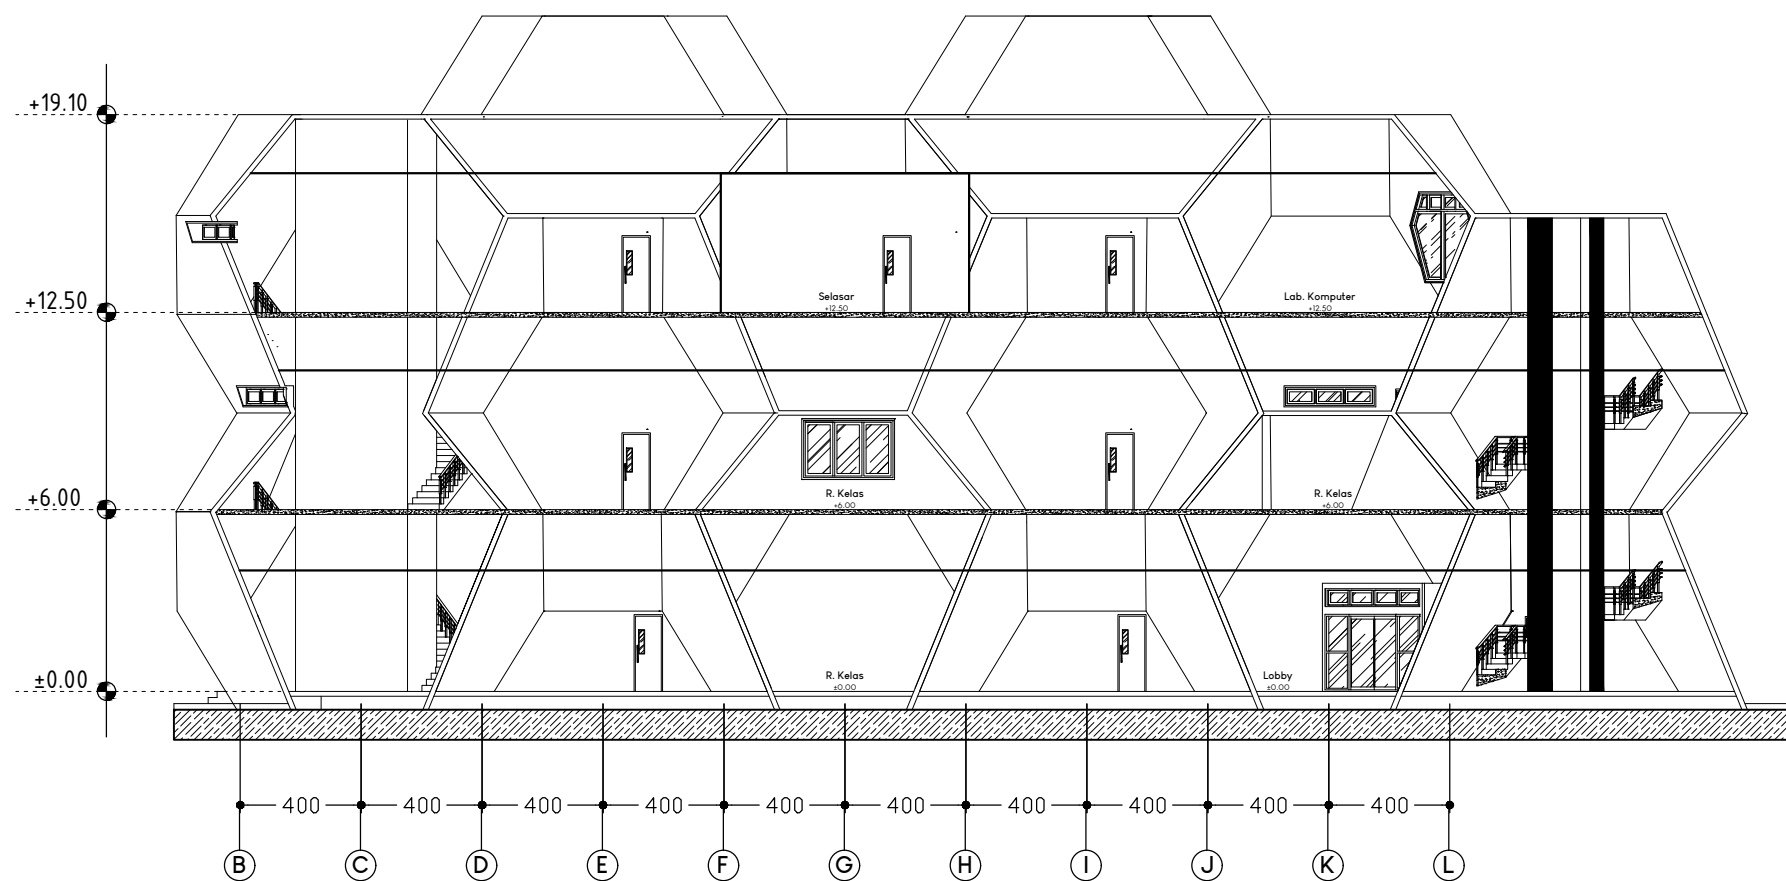 +19.10
+12.50
Selasar
+12.50
Lab. Komputer
+12.50
+6.00
R. Kelas
+6.00
R. Kelas
+6.00
±0.00
R. Kelas
±0.00
Lobby
±0.00
400 400 400 400 400 400 400 400 400 400
B C D E F G H I J K L